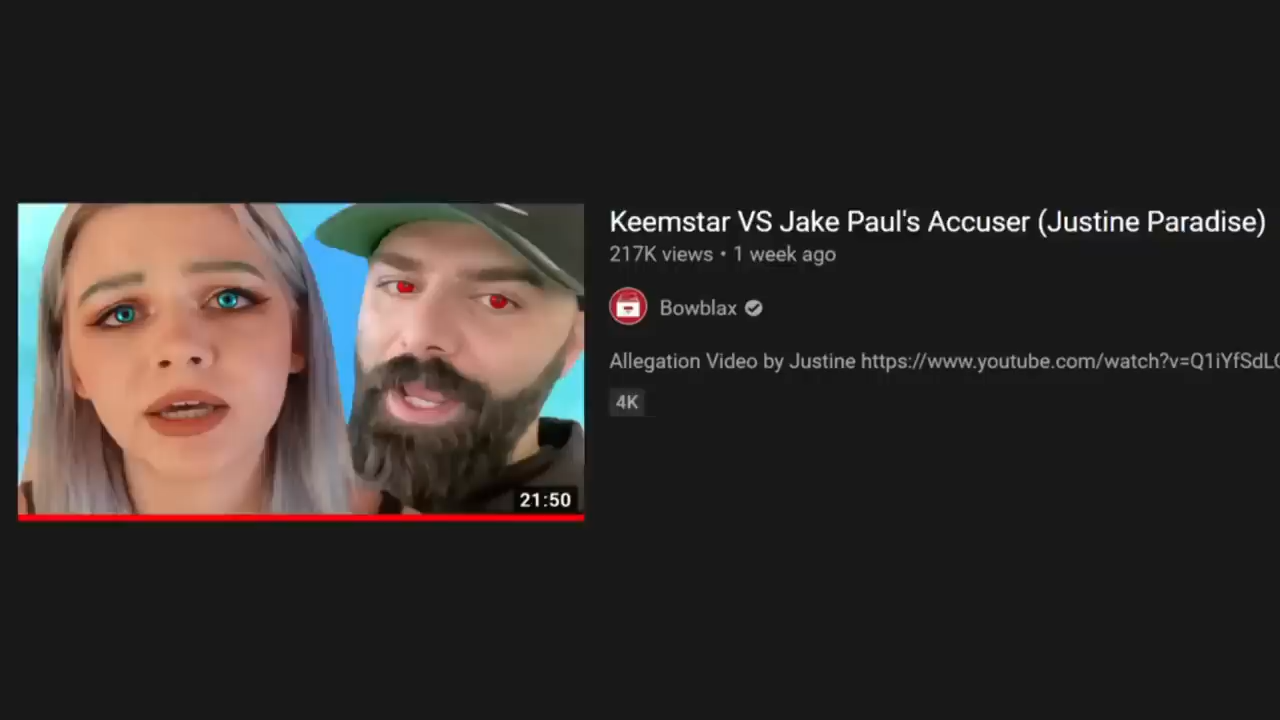 Keemstar VS Jake Paul's Accuser (Justine Paradise)
217K views • 1 week ago
Bowblax
Allegation Video by Justine https://www.youtube.com/watch?v=Q1iYfSdL
4K
21:50